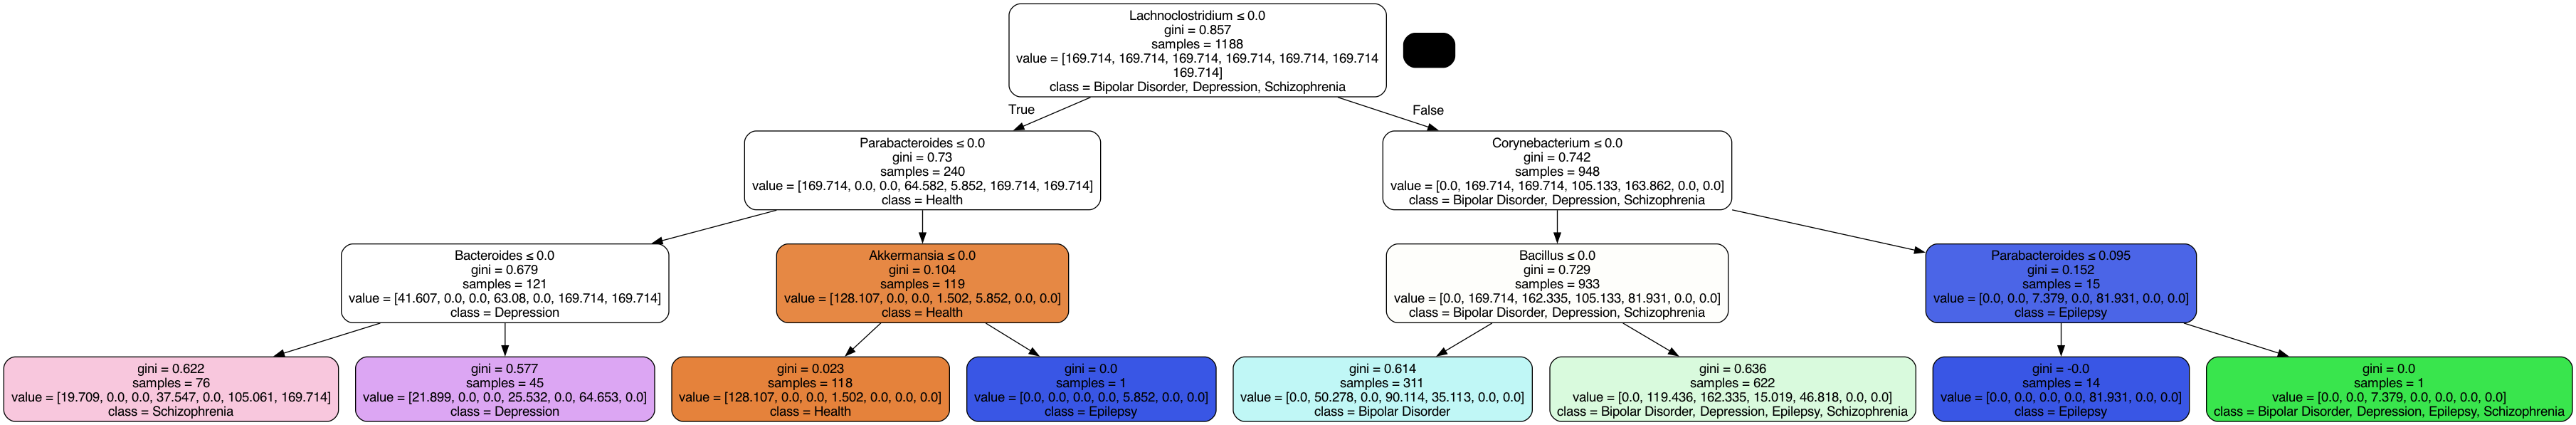 Lachnoclostridium ≤ 0.0
gini = 0.857
samples = 1188
value = [169.714, 169.714, 169.714, 169.714, 169.714, 169.714
169.714]
class = Bipolar Disorder, Depression, Schizophrenia
True
False
Parabacteroides ≤ 0.0
gini = 0.73
samples = 240
value = [169.714, 0.0, 0.0, 64.582, 5.852, 169.714, 169.714]
class = Health
Corynebacterium ≤ 0.0
gini = 0.742
samples = 948
value = [0.0, 169.714, 169.714, 105.133, 163.862, 0.0, 0.0]
class = Bipolar Disorder, Depression, Schizophrenia
Bacteroides ≤ 0.0
gini = 0.679
samples = 121
value = [41.607, 0.0, 0.0, 63.08, 0.0, 169.714, 169.714]
class = Depression
Akkermansia ≤ 0.0
gini = 0.104
samples = 119
value = [128.107, 0.0, 0.0, 1.502, 5.852, 0.0, 0.0]
class = Health
Bacillus ≤ 0.0
gini = 0.729
samples = 933
value = [0.0, 169.714, 162.335, 105.133, 81.931, 0.0, 0.0]
class = Bipolar Disorder, Depression, Schizophrenia
Parabacteroides ≤ 0.095
gini = 0.152
samples = 15
value = [0.0, 0.0, 7.379, 0.0, 81.931, 0.0, 0.0]
class = Epilepsy
gini = 0.622
samples = 76
value = [19.709, 0.0, 0.0, 37.547, 0.0, 105.061, 169.714]
class = Schizophrenia
gini = 0.577
samples = 45
value = [21.899, 0.0, 0.0, 25.532, 0.0, 64.653, 0.0]
class = Depression
gini = 0.023
samples = 118
value = [128.107, 0.0, 0.0, 1.502, 0.0, 0.0, 0.0]
class = Health
gini = 0.0
samples = 1
value = [0.0, 0.0, 0.0, 0.0, 5.852, 0.0, 0.0]
class = Epilepsy
gini = 0.614
samples = 311
value = [0.0, 50.278, 0.0, 90.114, 35.113, 0.0, 0.0]
class = Bipolar Disorder
gini = 0.636
samples = 622
value = [0.0, 119.436, 162.335, 15.019, 46.818, 0.0, 0.0]
class = Bipolar Disorder, Depression, Epilepsy, Schizophrenia
gini = -0.0
samples = 14
value = [0.0, 0.0, 0.0, 0.0, 81.931, 0.0, 0.0]
class = Epilepsy
gini = 0.0
samples = 1
value = [0.0, 0.0, 7.379, 0.0, 0.0, 0.0, 0.0]
class = Bipolar Disorder, Depression, Epilepsy, Schizophrenia